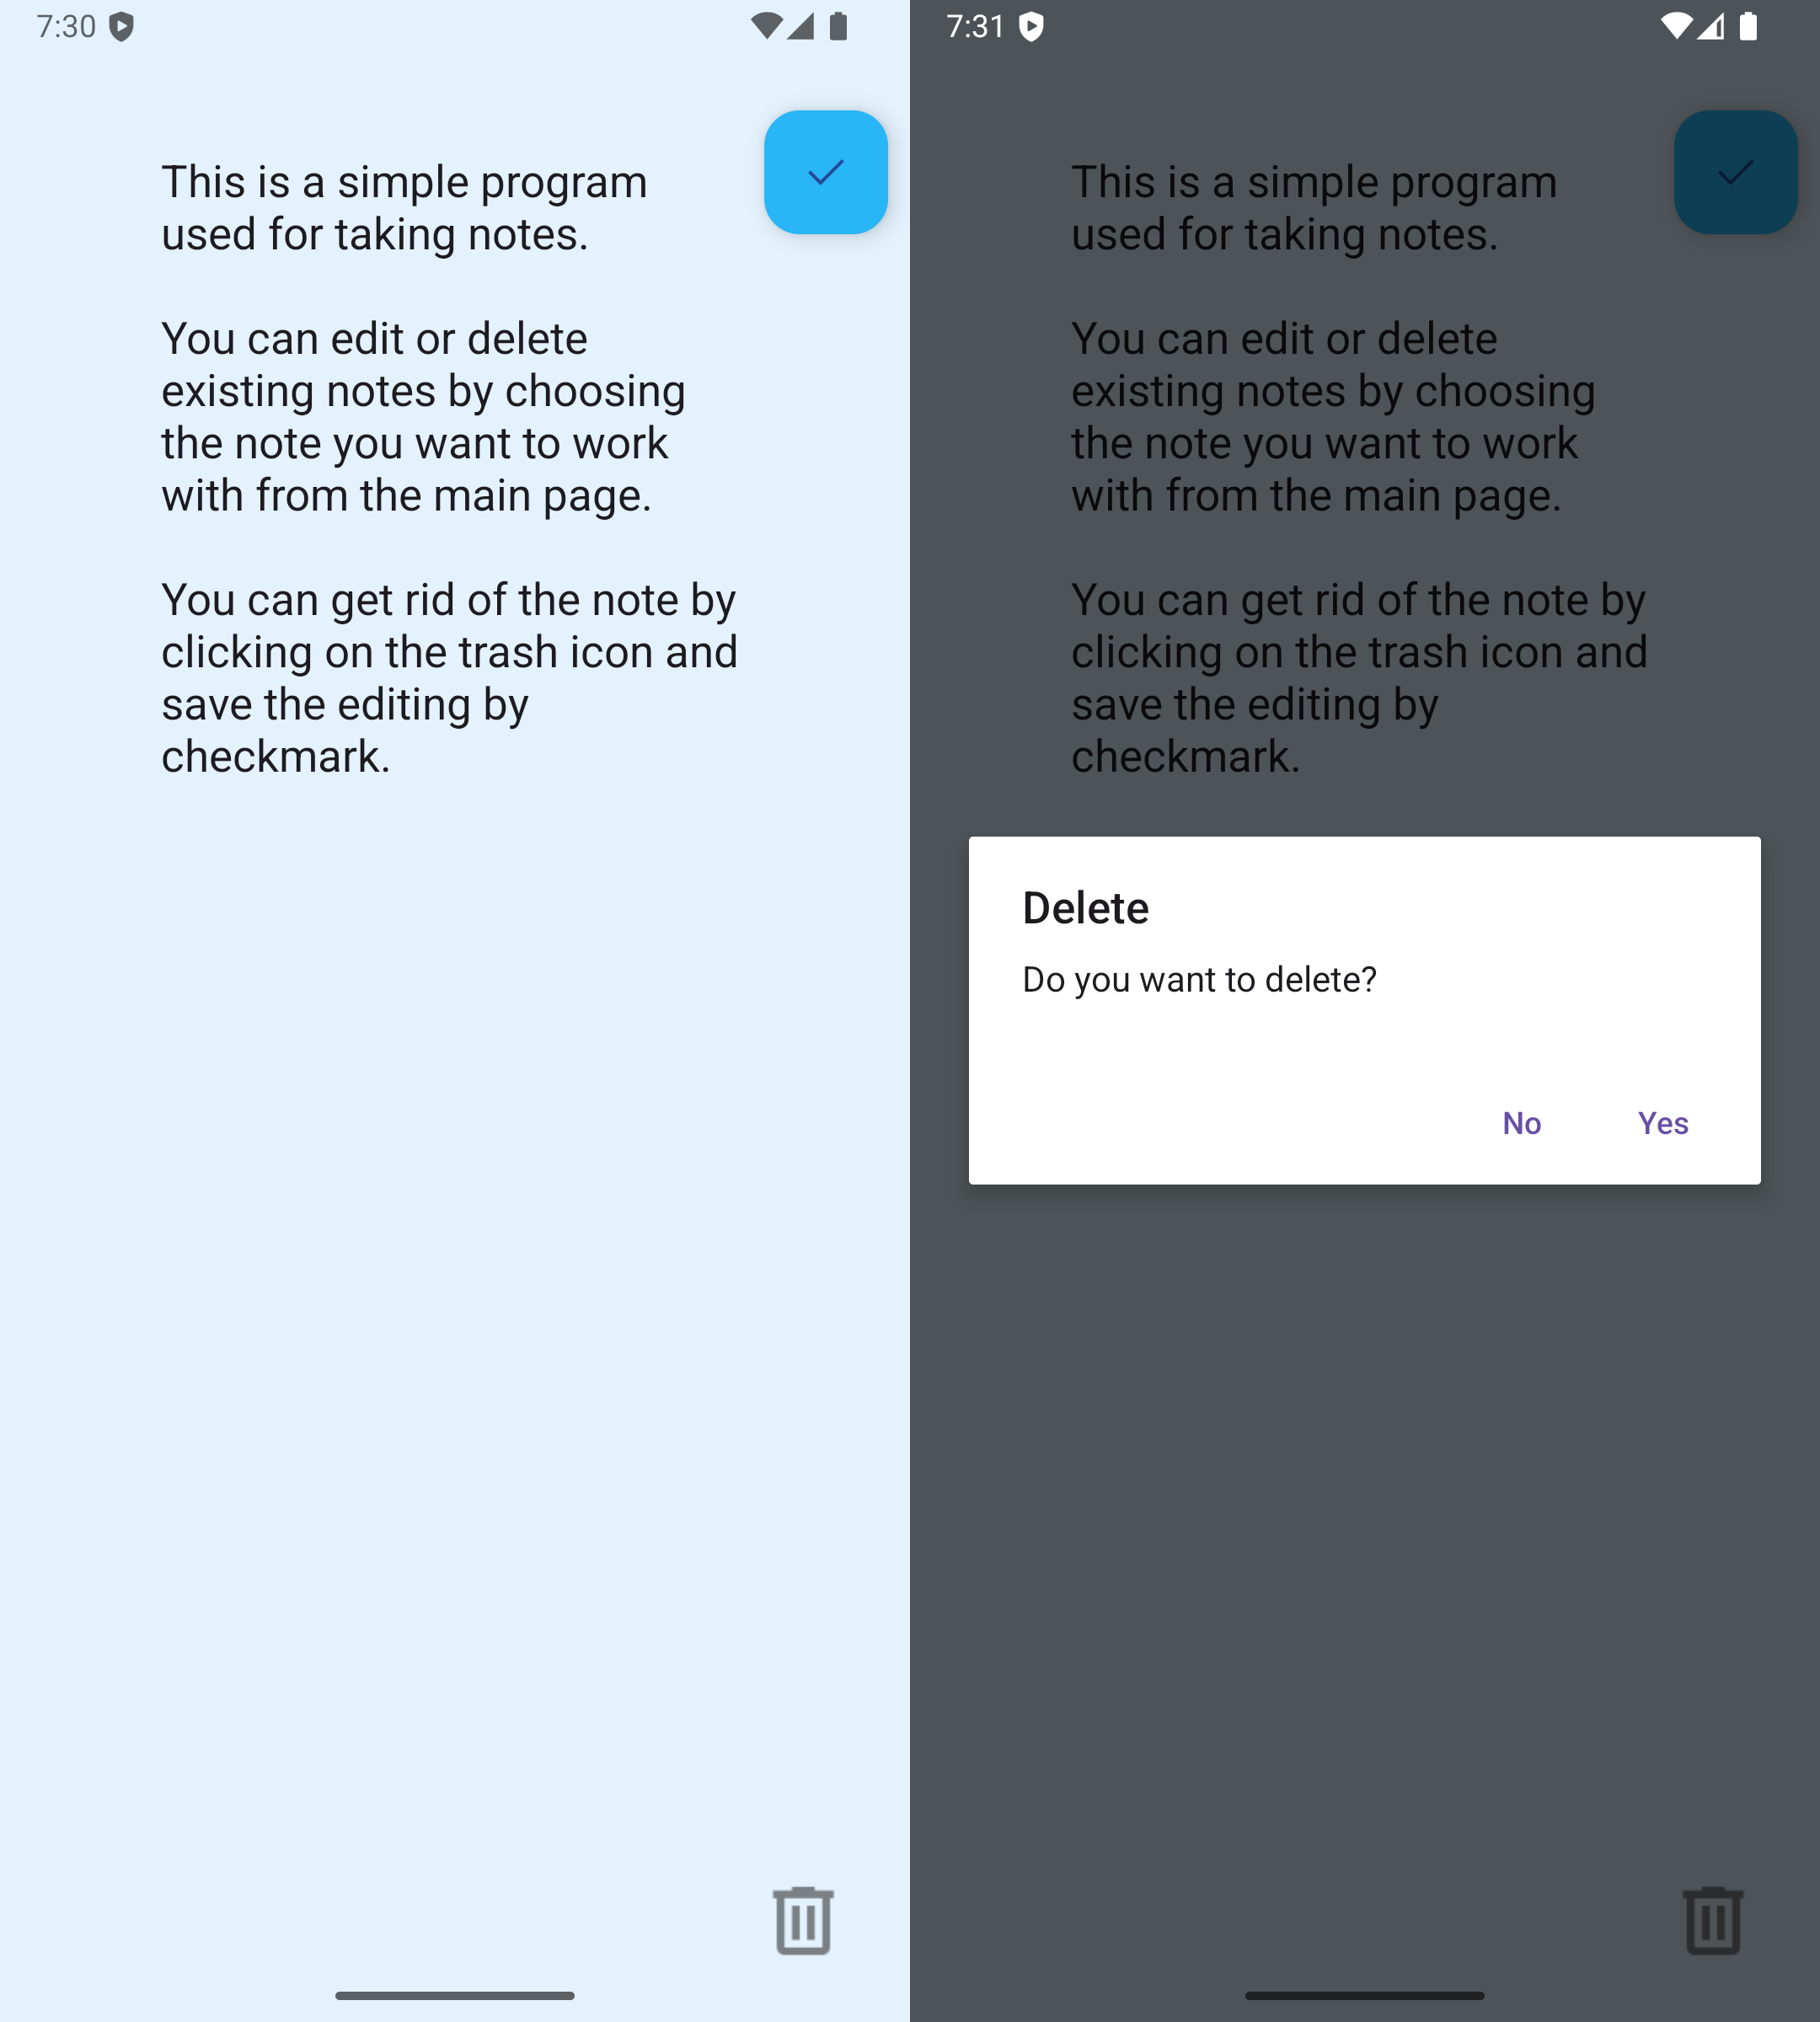 7:30
This is a simple program
used for taking notes.
You can edit or delete
existing notes by choosing
the note you want to work
with from the main page.
You can get rid of the note by
clicking on the trash icon and
save the editing by
checkmark.
7:31
This is a simple program
used for taking notes.
You can edit or delete
existing notes by choosing
the note you want to work
with from the main page.
You can get rid of the note by
clicking on the trash icon and
save the editing by
checkmark.
Delete
Do you want to delete?
No Yes